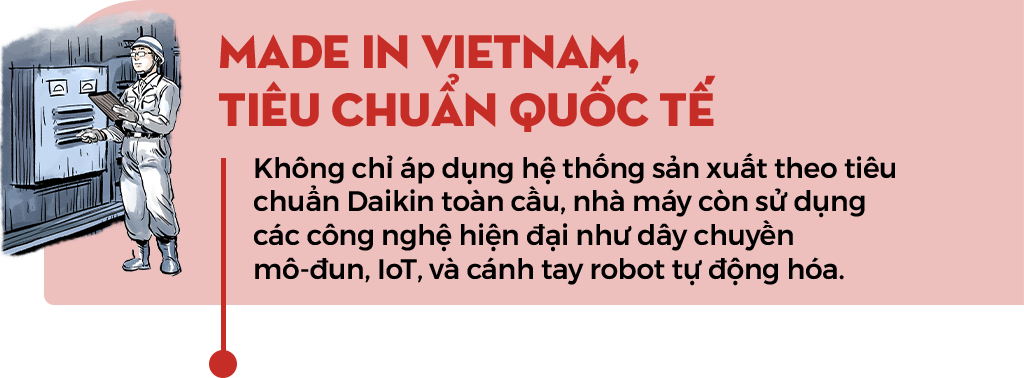 MADE IN VIETNAM,
TIÊU CHUẨN QUỐC TẾ
Không chỉ áp dụng hệ thống sản xuất theo tiêu
chuẩn Daikin toàn cầu, nhà máy còn sử dụng
các công nghệ hiện đại như dây chuyền
mô-đun, IoT, và cánh tay robot tự động hóa.